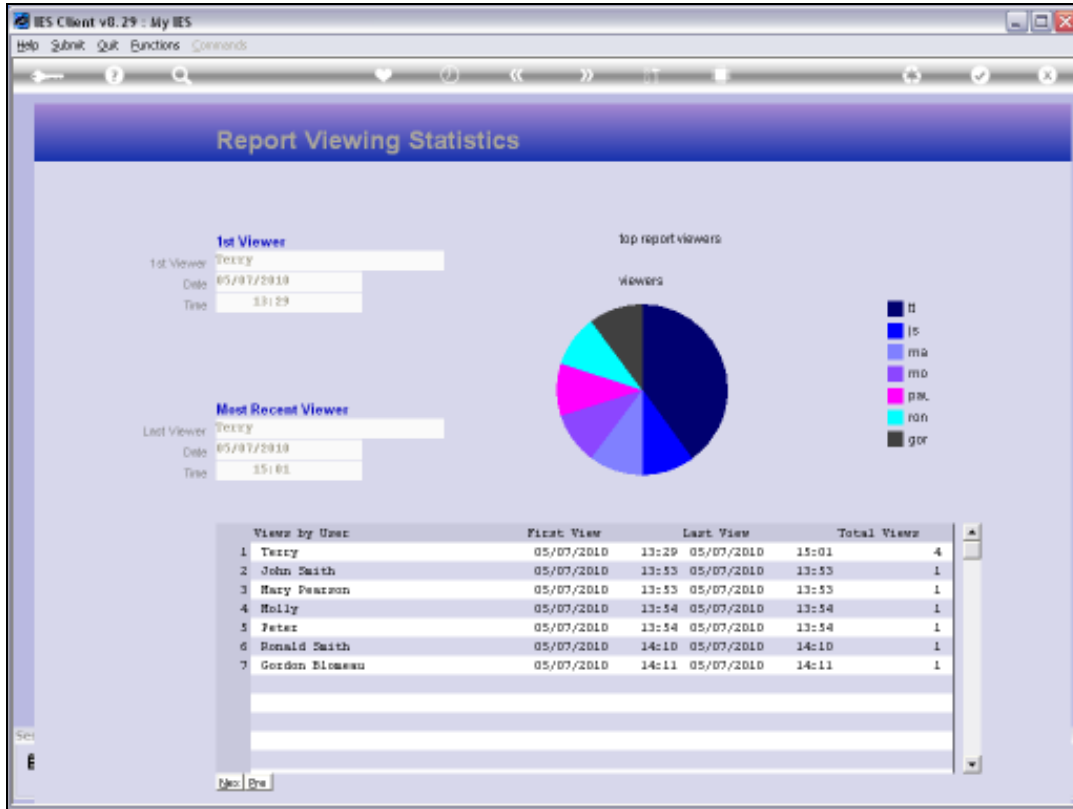 IES Client v8.29 : My IES
Help Submit Quit Functions Commands
Report Viewing Statistics
1st Viewer
1st Viewer Terry
Date 05/07/2010
Time 13:29
top report viewers
viewers
tt
js
ma
mo
pau
ron
gor
Most Recent Viewer
Last Viewer Terry
Date 05/07/2010
Time 15:01
Views by User First View Last View Total Views
1 Terry 05/07/2010 13:29 05/07/2010 15:01 4
2 John Smith 05/07/2010 13:53 05/07/2010 13:53 1
3 Mary Pearson 05/07/2010 13:53 05/07/2010 13:53 1
4 Molly 05/07/2010 13:54 05/07/2010 13:54 1
5 Peter 05/07/2010 13:54 05/07/2010 13:54 1
6 Ronald Smith 05/07/2010 14:10 05/07/2010 14:10 1
7 Gordon Blomeau 05/07/2010 14:11 05/07/2010 14:11 1
Nex Pre